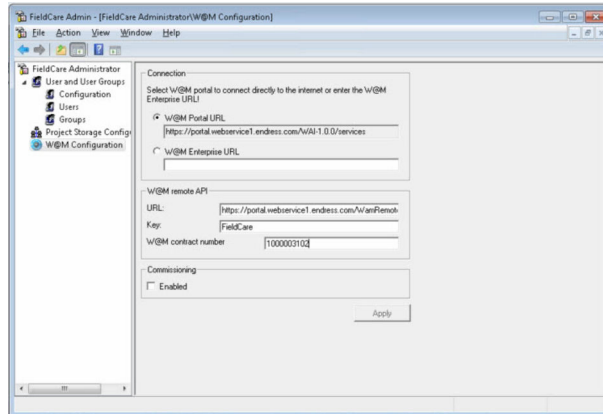 FieldCare Admin - [FieldCare Administrator\W@M Configuration]
File Action View Window Help
FieldCare Administrator
User and User Groups
Configuration
Users
Groups
Project Storage Config
W@M Configuration
Connection
Select W@M portal to connect directly to the internet or enter the W@M
Enterprise URL!
W@M Portal URL
https://portal.webservice1.endress.com/WAI-1.0.0/services
W@M Enterprise URL
W@M remote API
URL: https://portal.webservice1.endress.com/WamRemot
Key: FieldCare
W@M contract number 1000003102
Commissioning
Enabled
Apply